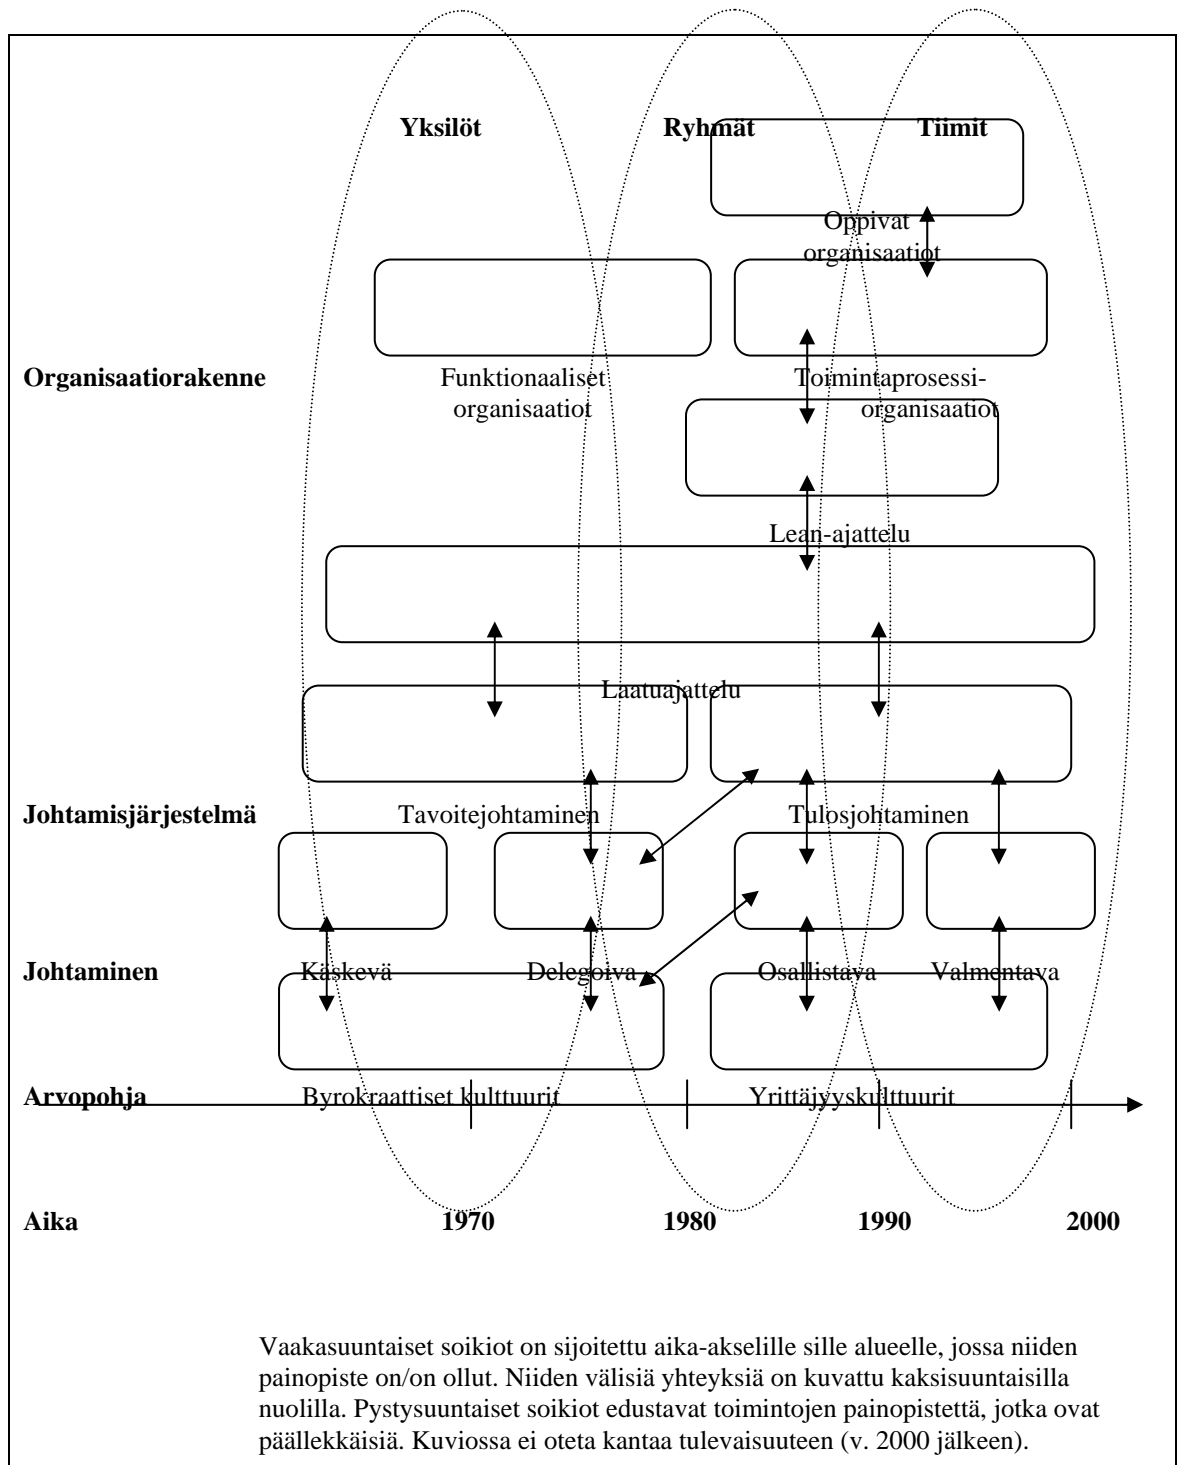 Yksilöt Ryhmät Tiimit
Oppivat
organisaatiot
Organisaatiorakenne Funktionaaliset Toimintaprosessi-
organisaatiot organisaatiot
Lean-ajattelu
Laatuajattelu
Johtamisjärjestelmä Tavoitejohtaminen Tulosjohtaminen
Johtaminen Käskevä Delegoiva Osallistava Valmentava
Arvopohja Byrokraattiset kulttuurit Yrittäjyyskulttuurit
Aika 1970 1980 1990 2000
Vaakasuuntaiset soikiot on sijoitettu aika-akselille sille alueelle, jossa niiden
painopiste on/on ollut. Niiden välisiä yhteyksiä on kuvattu kaksisuuntaisilla
nuolilla. Pystysuuntaiset soikiot edustavat toimintojen painopistettä, jotka ovat
päällekkäisiä. Kuviossa ei oteta kantaa tulevaisuuteen (v. 2000 jälkeen).